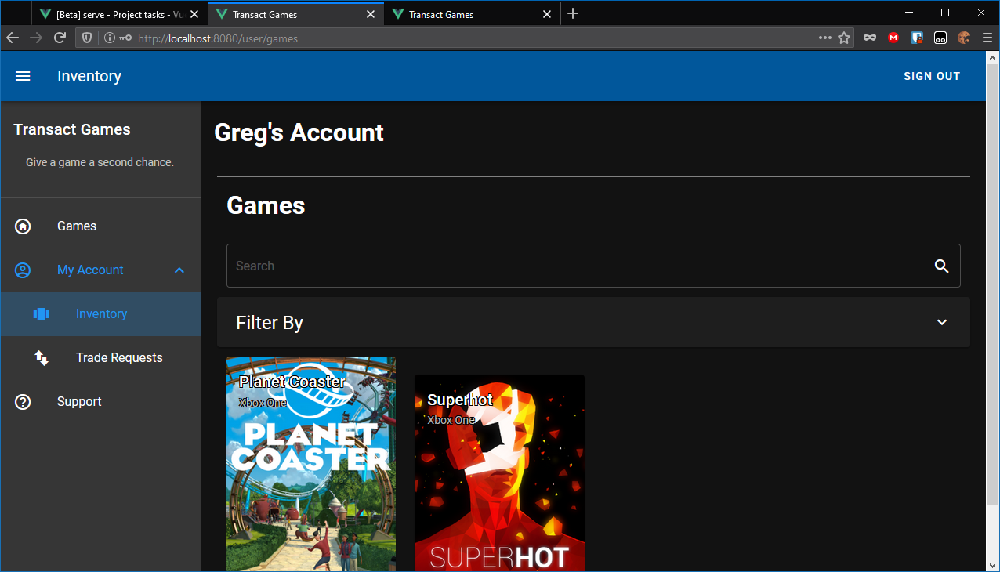 [Beta] serve - Project tasks - Vu
Transact Games
Transact Games
http://localhost:8080/user/games
Inventory
SIGN OUT
Transact Games
Give a game a second chance.
Games
My Account
Inventory
Trade Requests
Support
Greg's Account
Games
Search
Filter By
Planet Coaster
Xbox One
PLANET
COASTER
Superhot
Xbox One
SUPERHOT